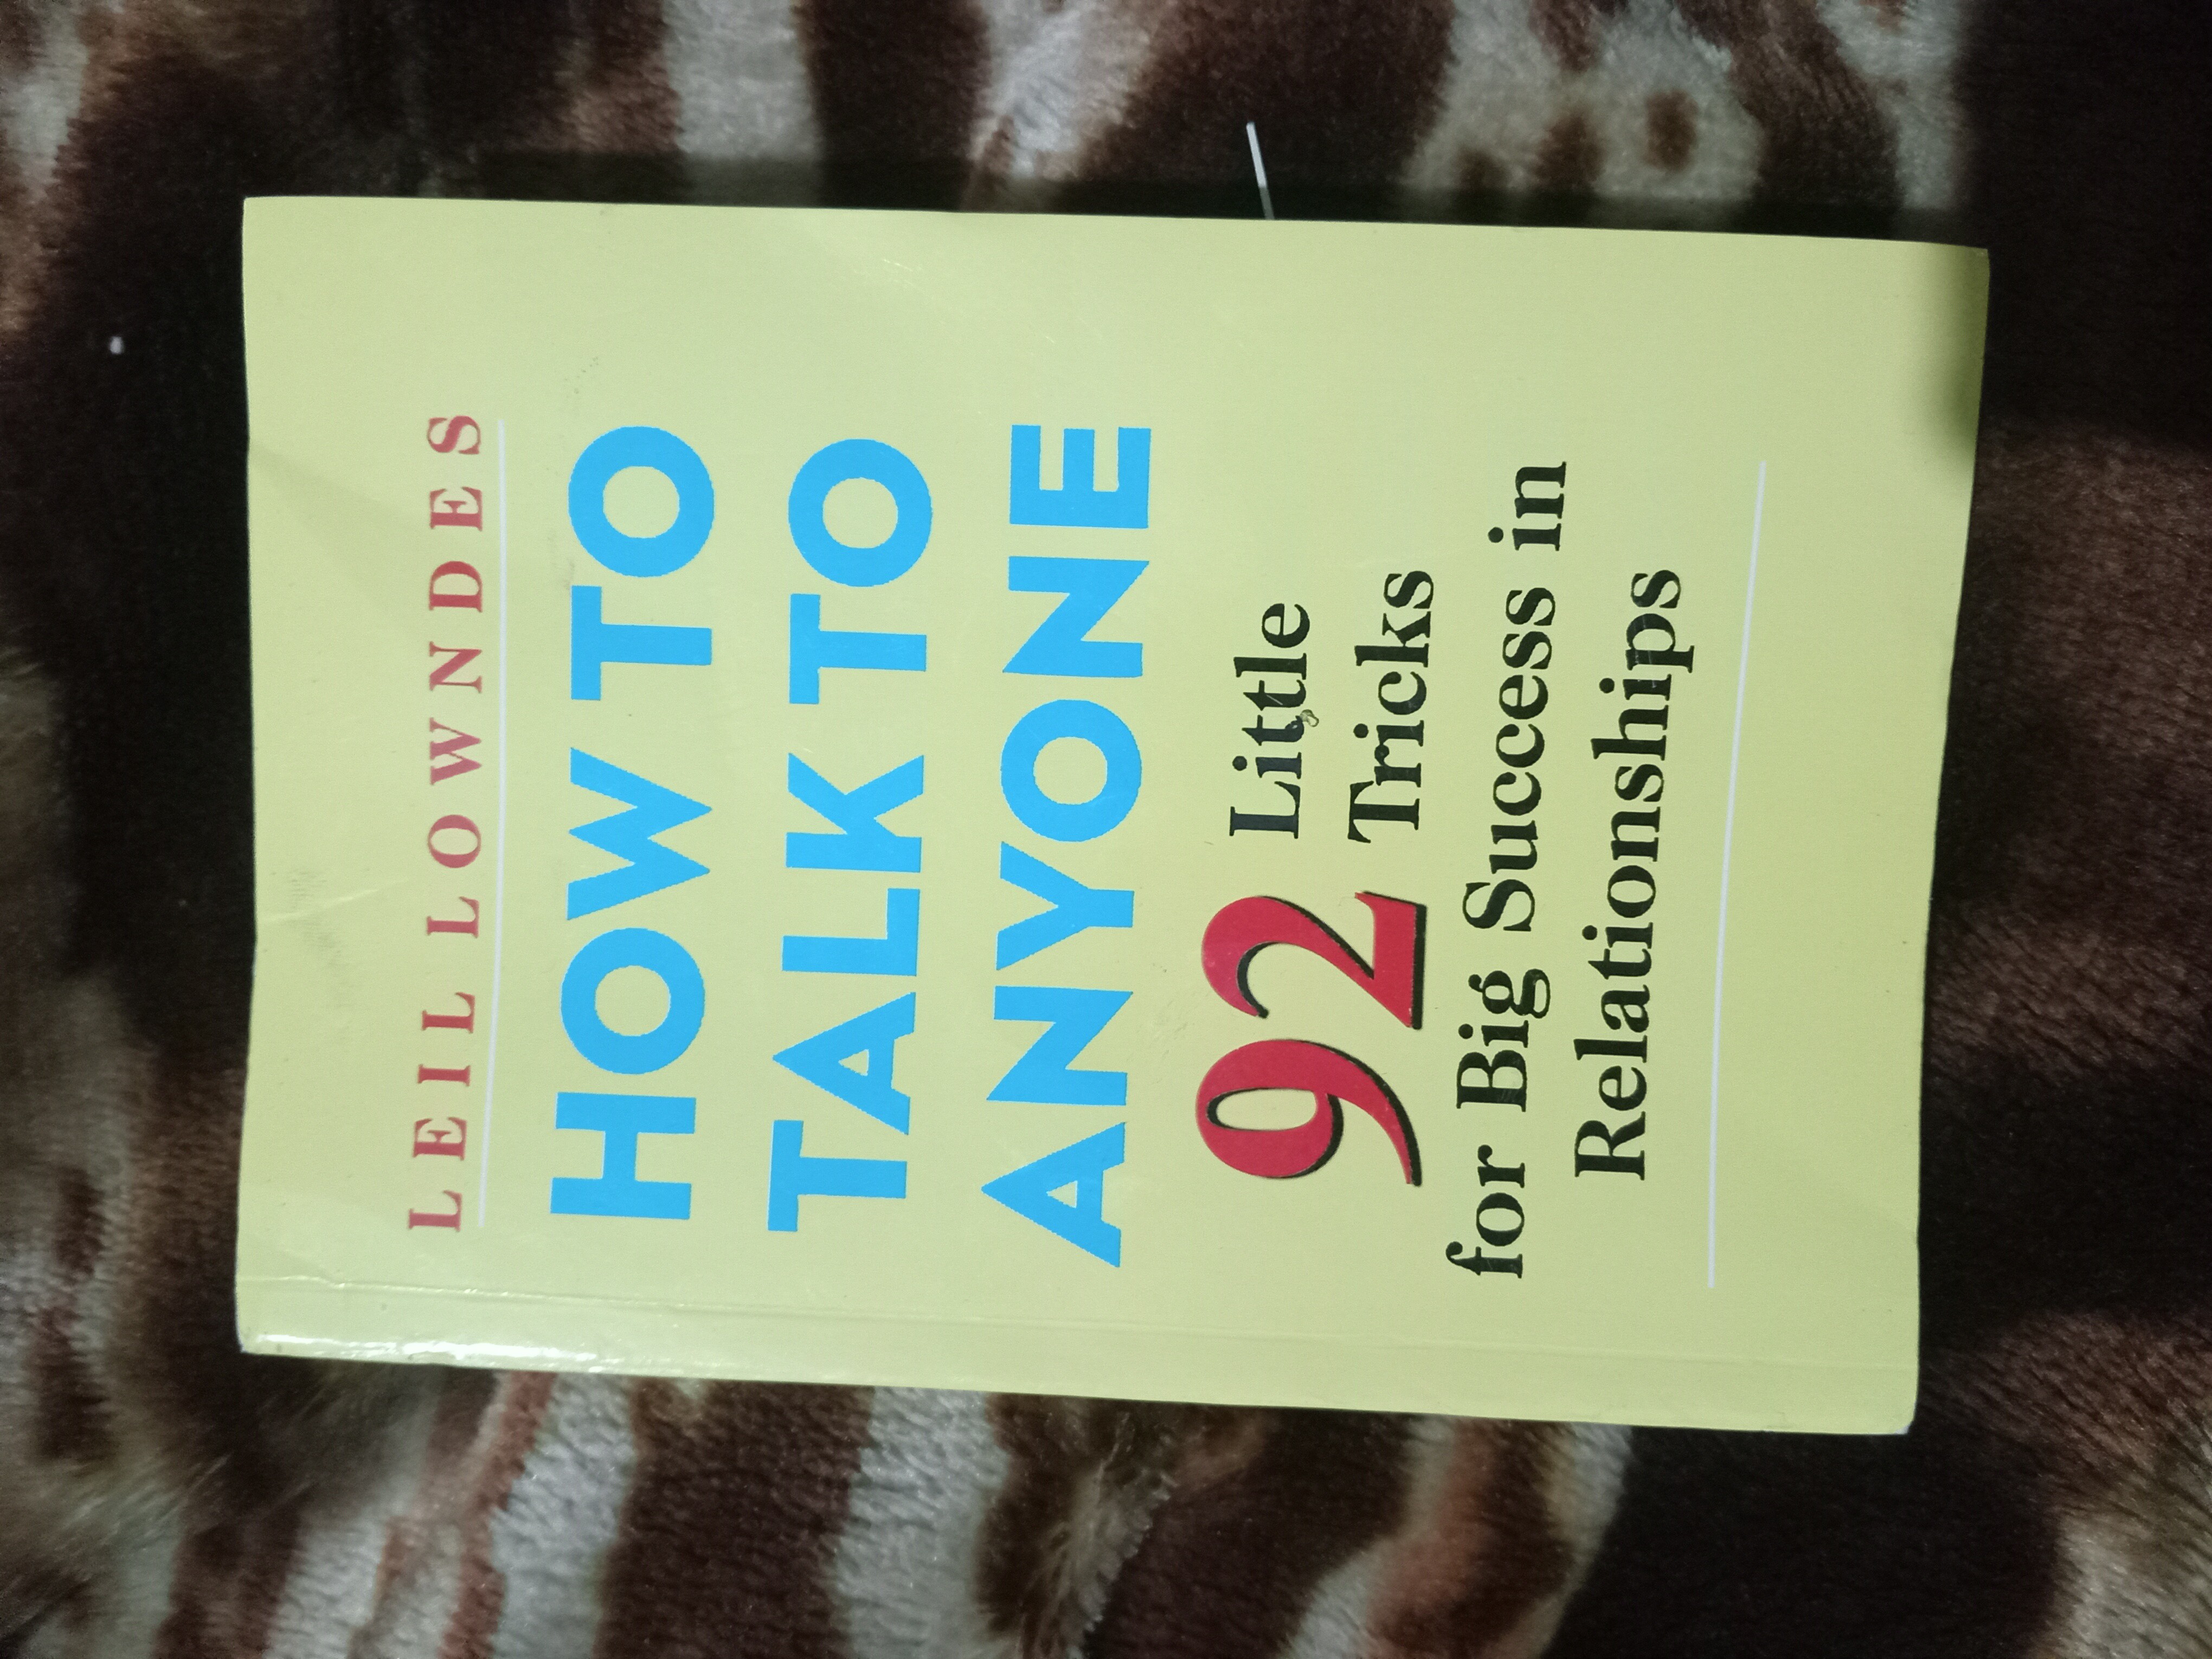 LEIL LOWNDES
HOW TO
TALK TO
ANYONE
92 Little
Tricks
for Big Success in
Relationships